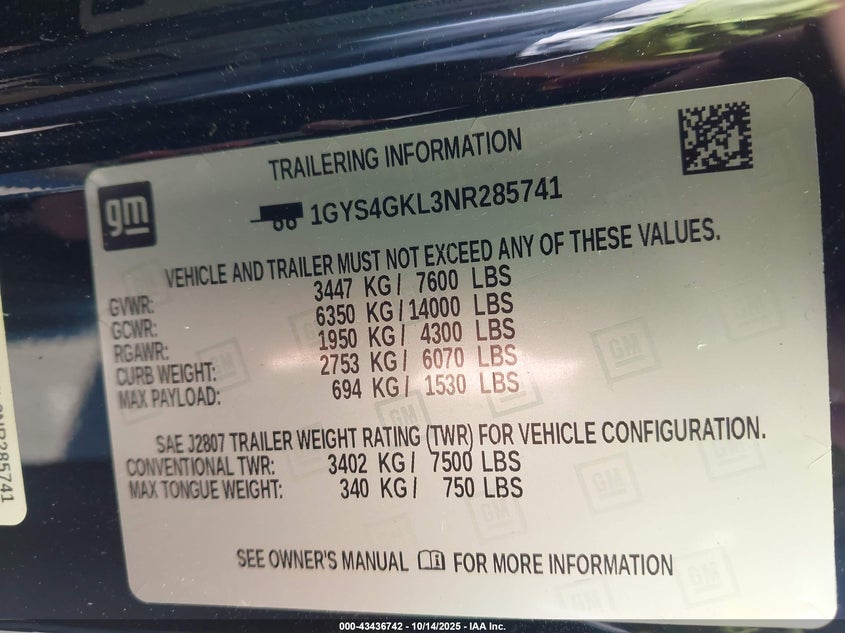 TRAILERING INFORMATION
gm
1GYS4GKL3NR285741
VEHICLE AND TRAILER MUST NOT EXCEED ANY OF THESE VALUES.
GVWR: 3447 KG / 7600 LBS
GCWR: 6350 KG / 14000 LBS
RGAWR: 1950 KG / 4300 LBS
CURB WEIGHT: 2753 KG / 6070 LBS
MAX PAYLOAD: 694 KG / 1530 LBS
SAE J2807 TRAILER WEIGHT RATING (TWR) FOR VEHICLE CONFIGURATION.
CONVENTIONAL TWR: 3402 KG / 7500 LBS
MAX TONGUE WEIGHT: 340 KG / 750 LBS
SEE OWNER'S MANUAL FOR MORE INFORMATION
000-43436742 - 10/14/2025 - IAA Inc.